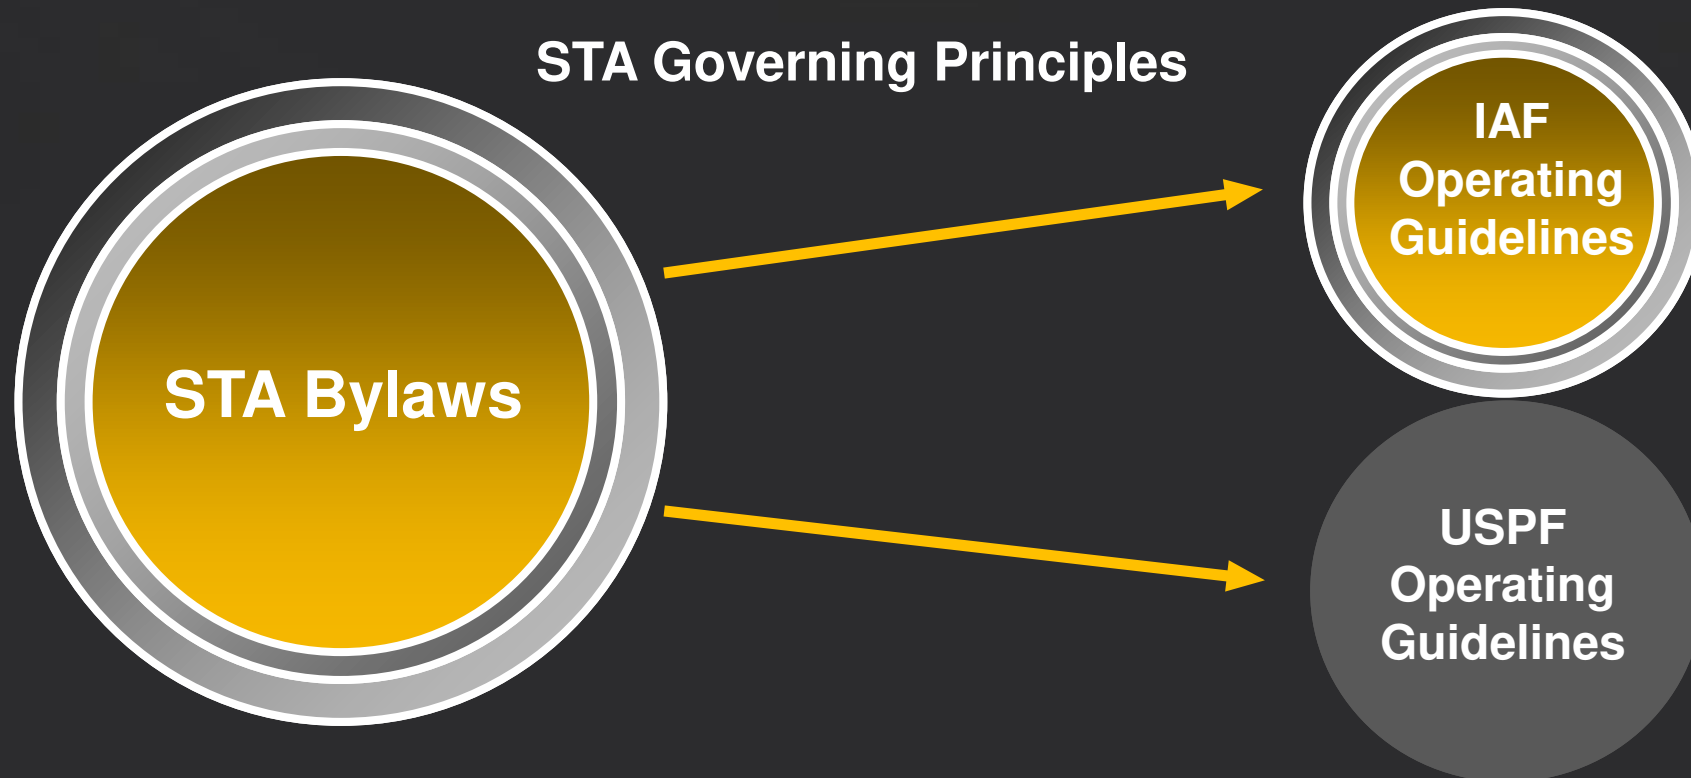 STA Governing Principles
STA Bylaws
IAF
Operating
Guidelines
USPF
Operating
Guidelines